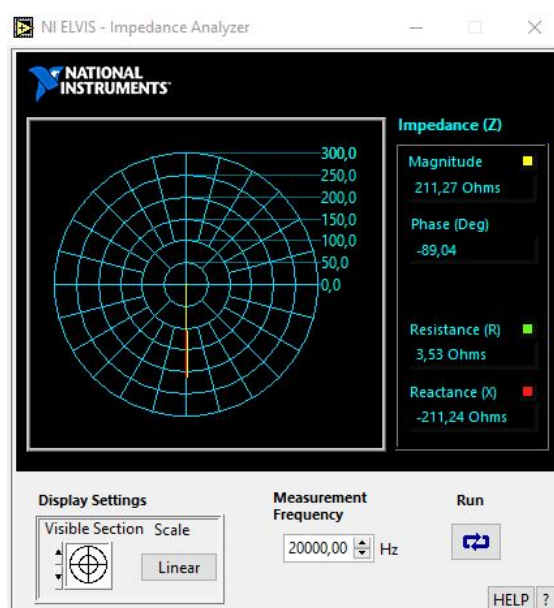 NI ELVIS - Impedance Analyzer
NATIONAL
INSTRUMENTS™
300,0
250,0
200,0
150,0
100,0
50,0
0,0
Impedance (Z)
Magnitude
211,27 Ohms
Phase (Deg)
-89,04
Resistance (R)
3,53 Ohms
Reactance (X)
-211,24 Ohms
Display Settings
Visible Section Scale
Linear
Measurement
Frequency
20000,00 Hz
Run
HELP ?